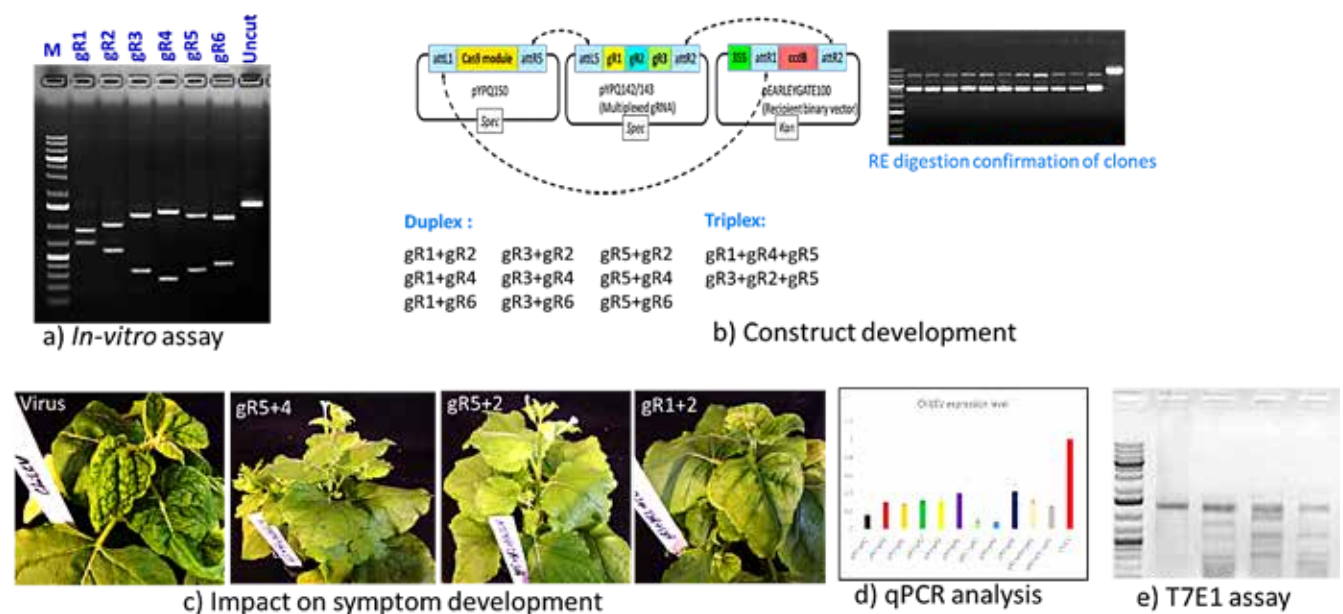 M gR1 gR2 gR3 gR4 gR5 gR6 Uncut
a) In-vitro assay
attL1 Cas9 module attR5
pYPQ150
Spec
attL5 gR1 gR2 gR3 attR2
pYPQ142/143
(Multiplexed gRNA)
Spec
35S attR1 ccdB attR2
pEARLEYGATE100
(Recipient binary vector)
Kan
RE digestion confirmation of clones
Duplex :
gR1+gR2 gR3+gR2 gR5+gR2
gR1+gR4 gR3+gR4 gR5+gR4
gR1+gR6 gR3+gR6 gR5+gR6
Triplex:
gR1+gR4+gR5
gR3+gR2+gR5
b) Construct development
Virus
gR5+4
gR5+2
gR1+2
c) Impact on symptom development
expression level
d) qPCR analysis
e) T7E1 assay